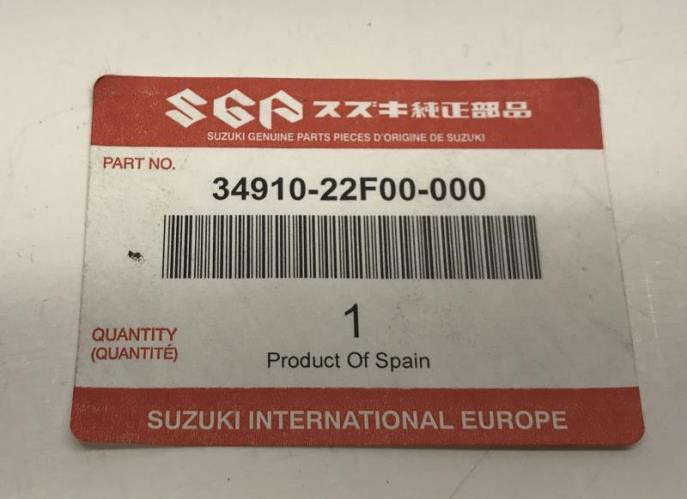 SGP スズキ純正部品
SUZUKI GENUINE PARTS PIECES D'ORIGINE DE SUZUKI
PART NO.
34910-22F00-000
QUANTITY
(QUANTITÉ)
1
Product Of Spain
SUZUKI INTERNATIONAL EUROPE